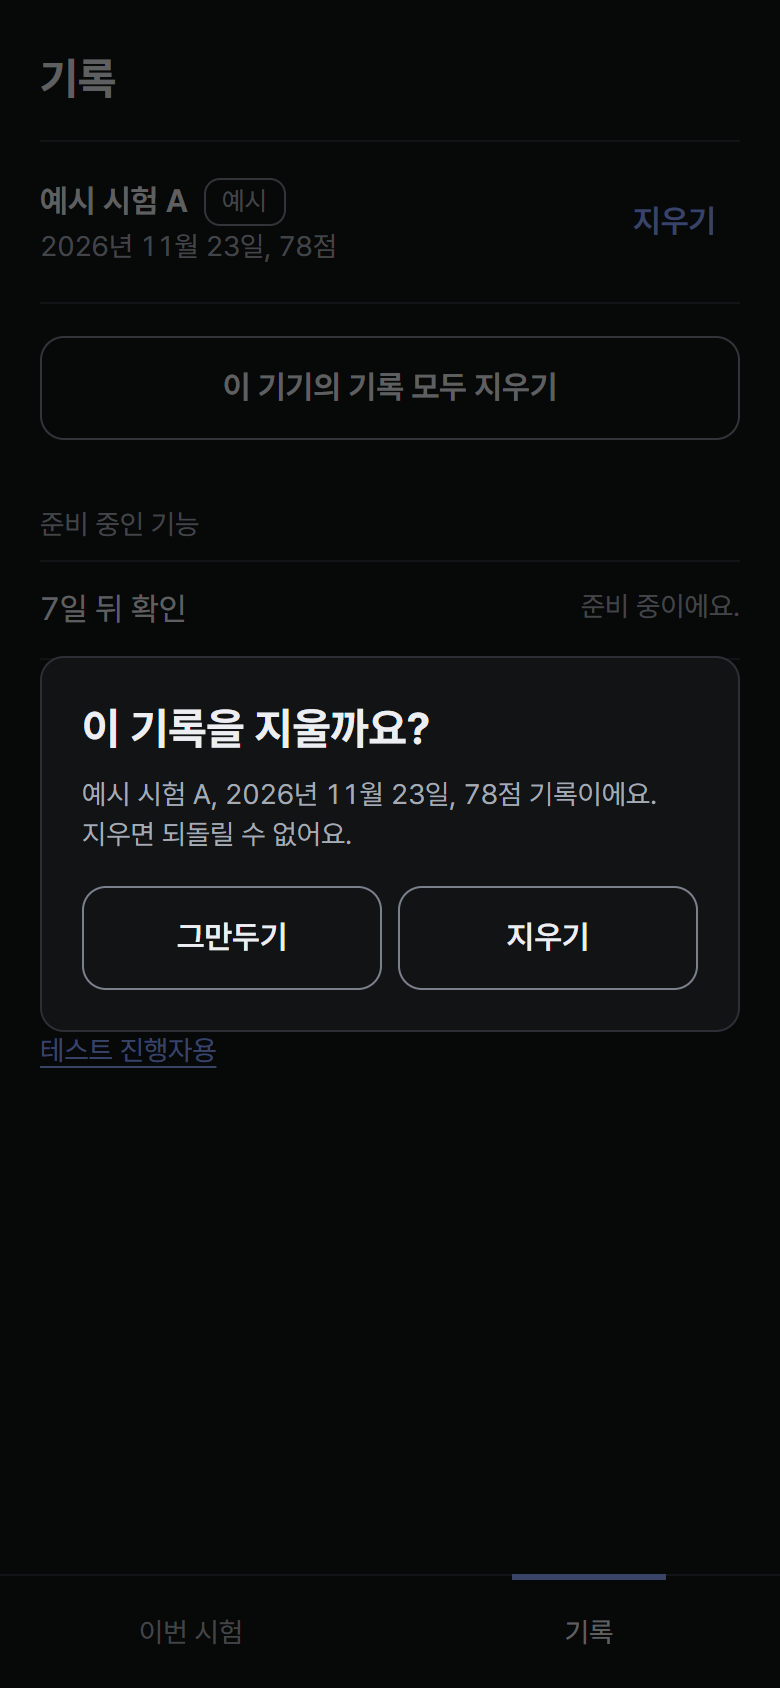 기록
예시 시험 A 예시
2026년 11월 23일, 78점
지우기
이 기기의 기록 모두 지우기
준비 중인 기능
7일 뒤 확인 준비 중이에요.
이 기록을 지울까요?
예시 시험 A, 2026년 11월 23일, 78점 기록이에요.
지우면 되돌릴 수 없어요.
그만두기 지우기
테스트 진행자용
이번 시험 기록